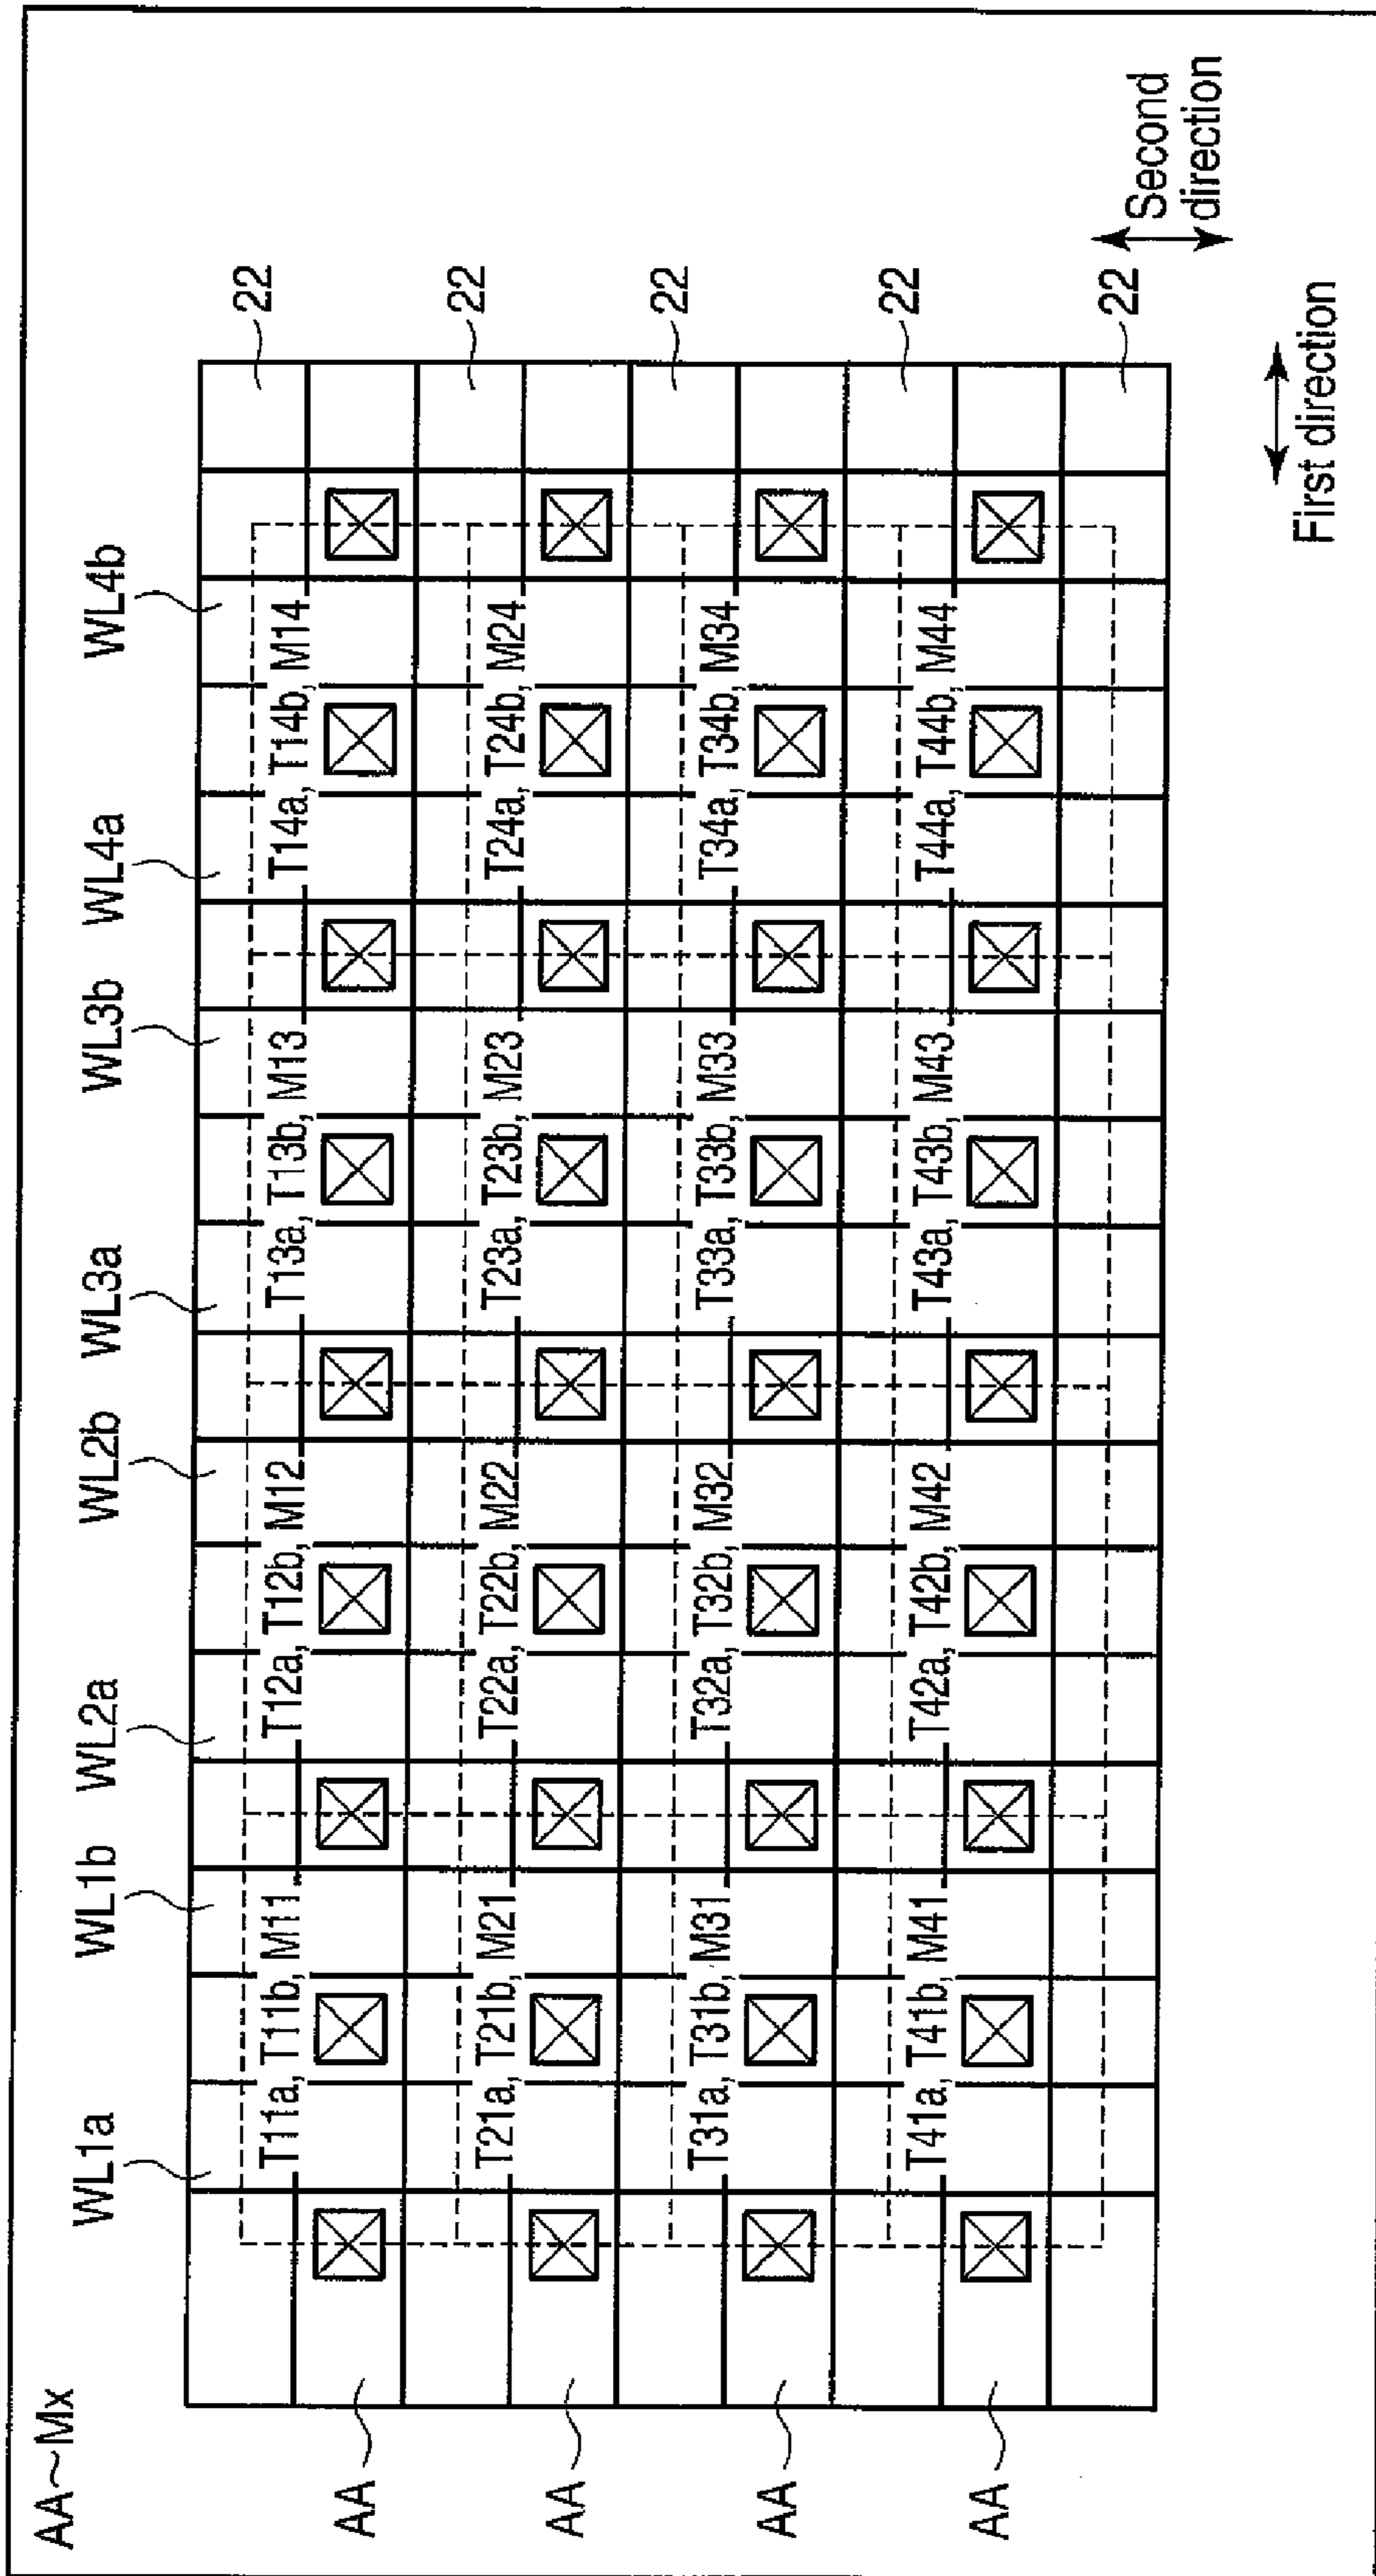 AA~Mx
WL1a
WL1b
WL2a
WL2b
WL3a
WL3b
WL4a
WL4b
22
T11a, T11b, M11
T12a, T12b, M12
T13a, T13b, M13
T14a, T14b, M14
AA
22
T21a, T21b, M21
T22a, T22b, M22
T23a, T23b, M23
T24a, T24b, M24
AA
22
T31a, T31b, M31
T32a, T32b, M32
T33a, T33b, M33
T34a, T34b, M34
AA
22
T41a, T41b, M41
T42a, T42b, M42
T43a, T43b, M43
T44a, T44b, M44
AA
22
Second
direction
First direction